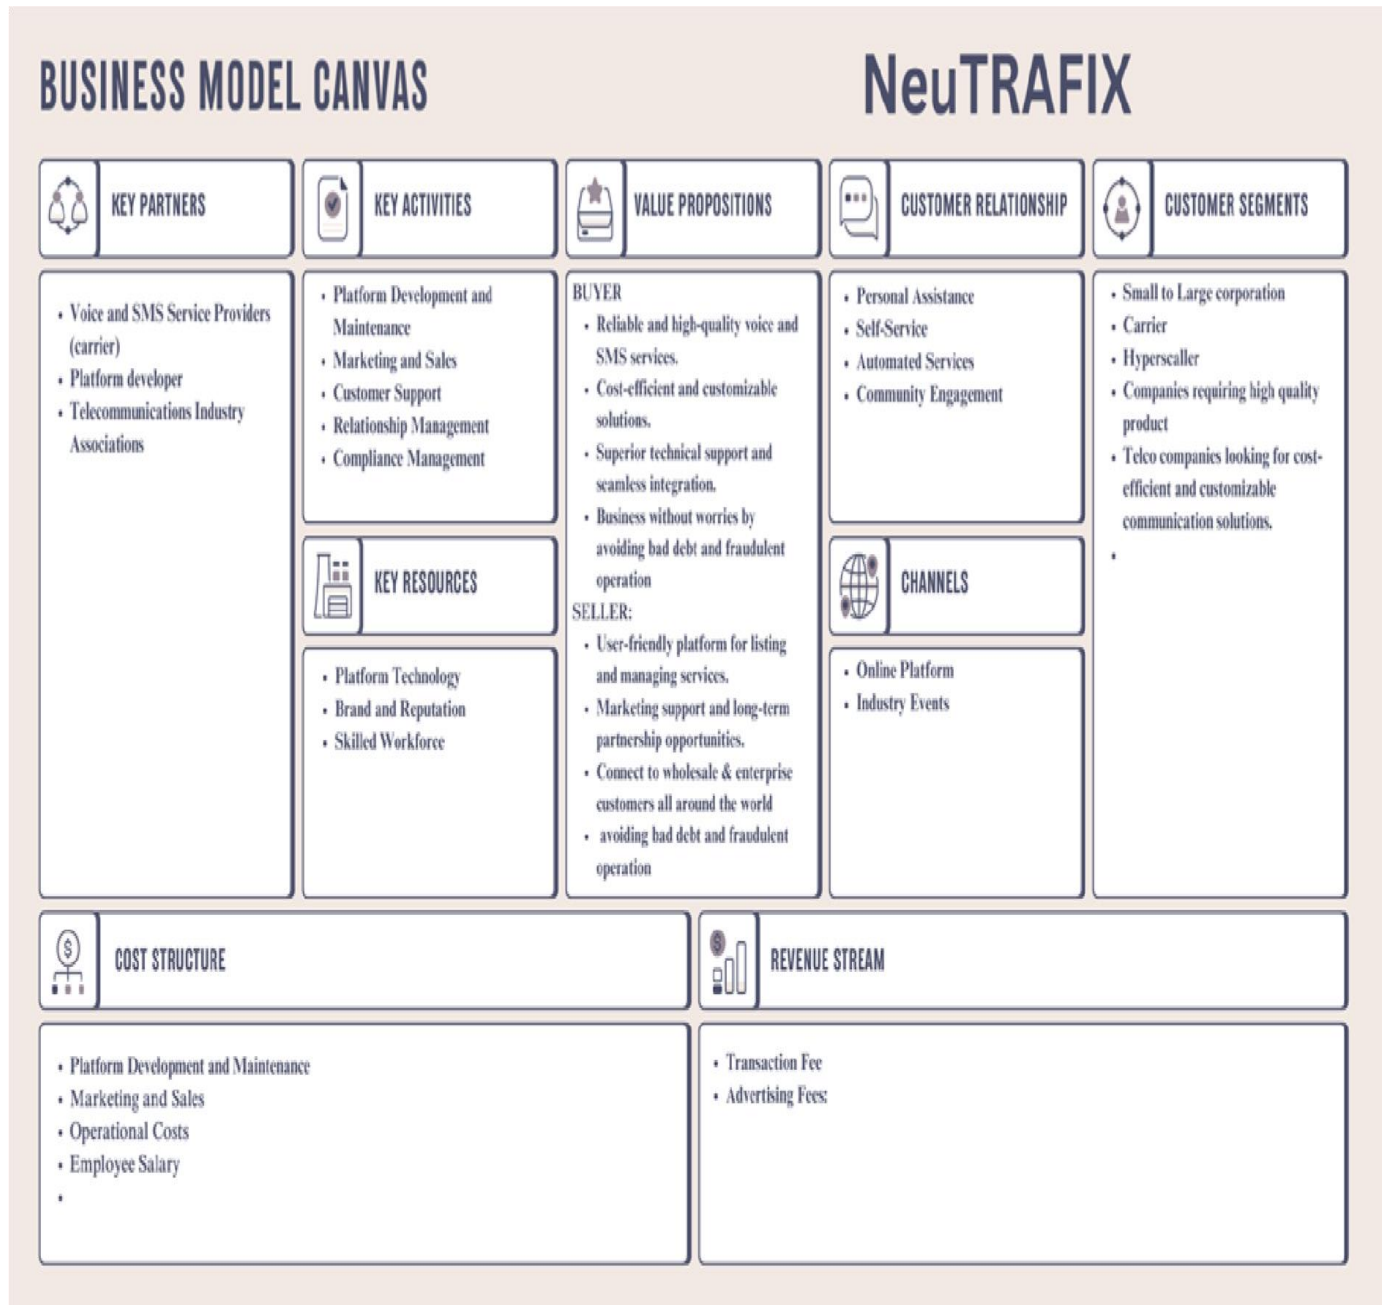 BUSINESS MODEL CANVAS
NeuTRAFIX
KEY PARTNERS
• Voice and SMS Service Providers
(carrier)
• Platform developer
• Telecommunications Industry
Associations
KEY ACTIVITIES
• Platform Development and
Maintenance
• Marketing and Sales
• Customer Support
• Relationship Management
• Compliance Management
KEY RESOURCES
• Platform Technology
• Brand and Reputation
• Skilled Workforce
VALUE PROPOSITIONS
BUYER
• Reliable and high-quality voice and
SMS services.
• Cost-efficient and customizable
solutions.
• Superior technical support and
seamless integration.
• Business without worries by
avoiding bad debt and fraudulent
operation
SELLER:
• User-friendly platform for listing
and managing services.
• Marketing support and long-term
partnership opportunities.
• Connect to wholesale & enterprise
customers all around the world
• avoiding bad debt and fraudulent
operation
CUSTOMER RELATIONSHIP
• Personal Assistance
• Self-Service
• Automated Services
• Community Engagement
CHANNELS
• Online Platform
• Industry Events
CUSTOMER SEGMENTS
• Small to Large corporation
• Carrier
• Hyperscaller
• Companies requiring high quality
product
• Telco companies looking for cost-
efficient and customizable
communication solutions.
•
COST STRUCTURE
• Platform Development and Maintenance
• Marketing and Sales
• Operational Costs
• Employee Salary
•
REVENUE STREAM
• Transaction Fee
• Advertising Fees: